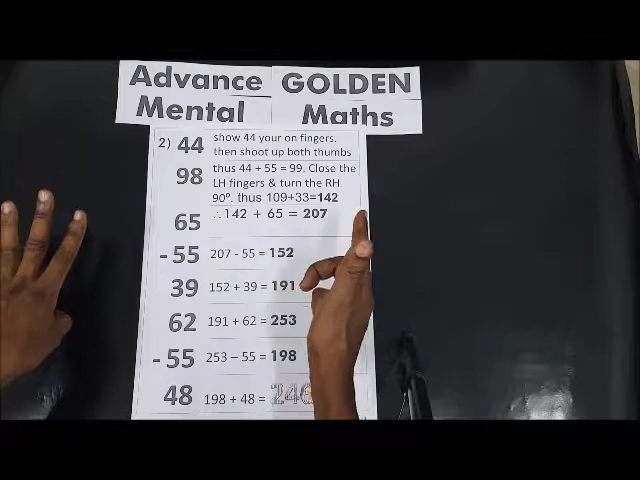 Advance GOLDEN
Mental Maths
2) 44 show 44 your on fingers.
then shoot up both thumbs
98 thus 44 + 55 = 99. Close the
LH fingers & turn the RH
90°. thus 109+33=142
65 ∴142 + 65 = 207
- 55 207 - 55 = 152
39 152 + 39 = 191
62 191 + 62 = 253
- 55 253 – 55 = 198
48 198 + 48 = 246